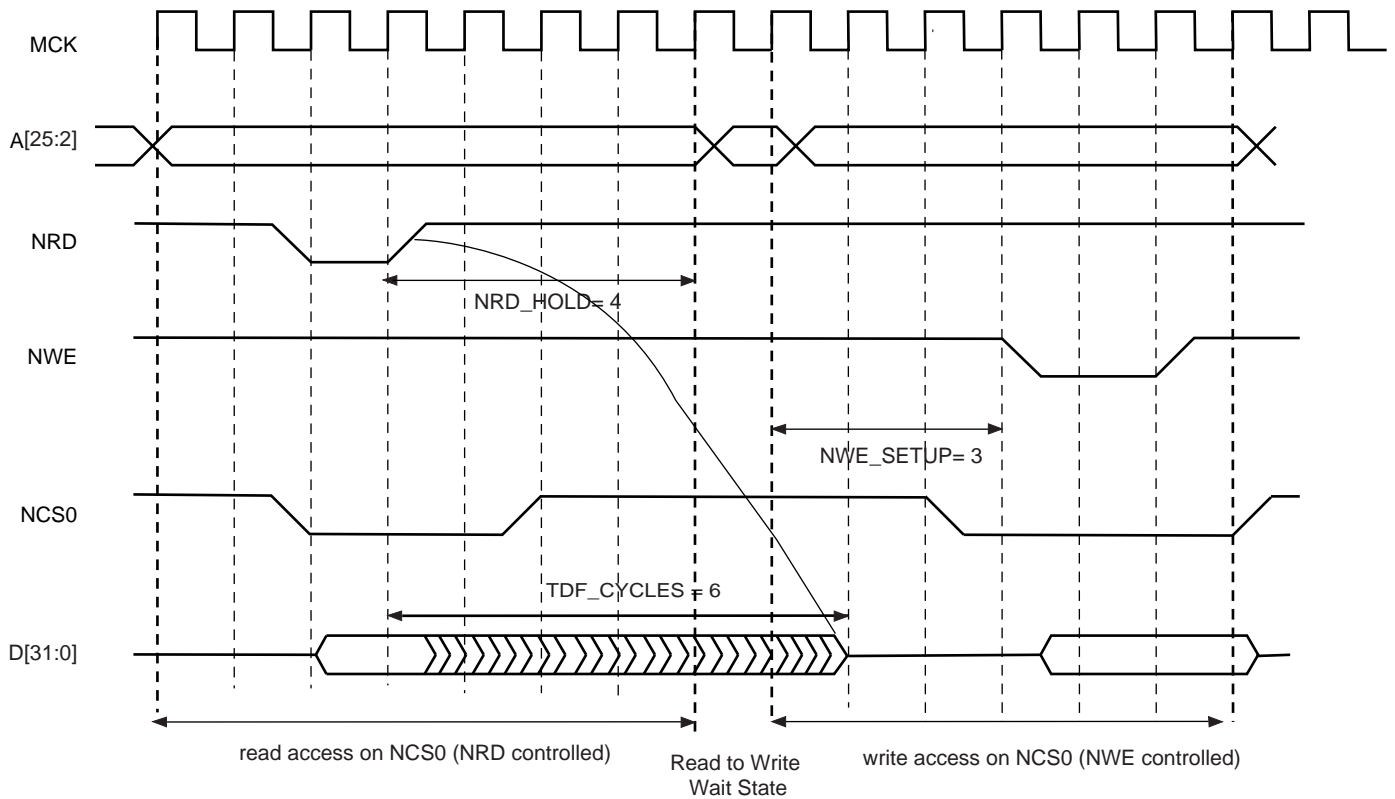 MCK
A[25:2]
NRD
NRD_HOLD= 4
NWE
NWE_SETUP= 3
NCS0
TDF_CYCLES = 6
D[31:0]
read access on NCS0 (NRD controlled)
Read to Write
Wait State
write access on NCS0 (NWE controlled)